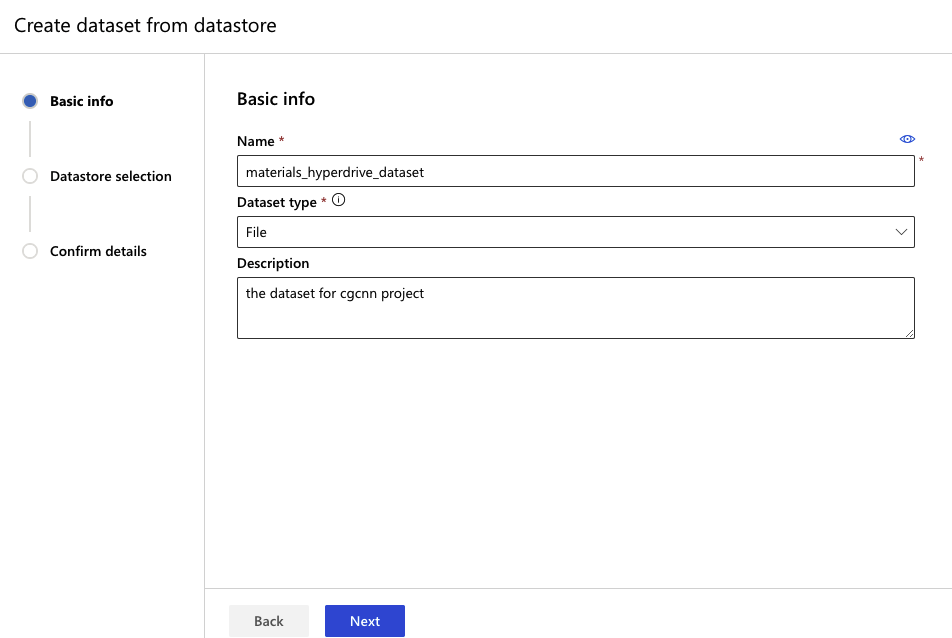 Create dataset from datastore
Basic info
Datastore selection
Confirm details
Basic info
Name *
materials_hyperdrive_dataset
*
Dataset type *
File
Description
the dataset for cgcnn project
Back
Next